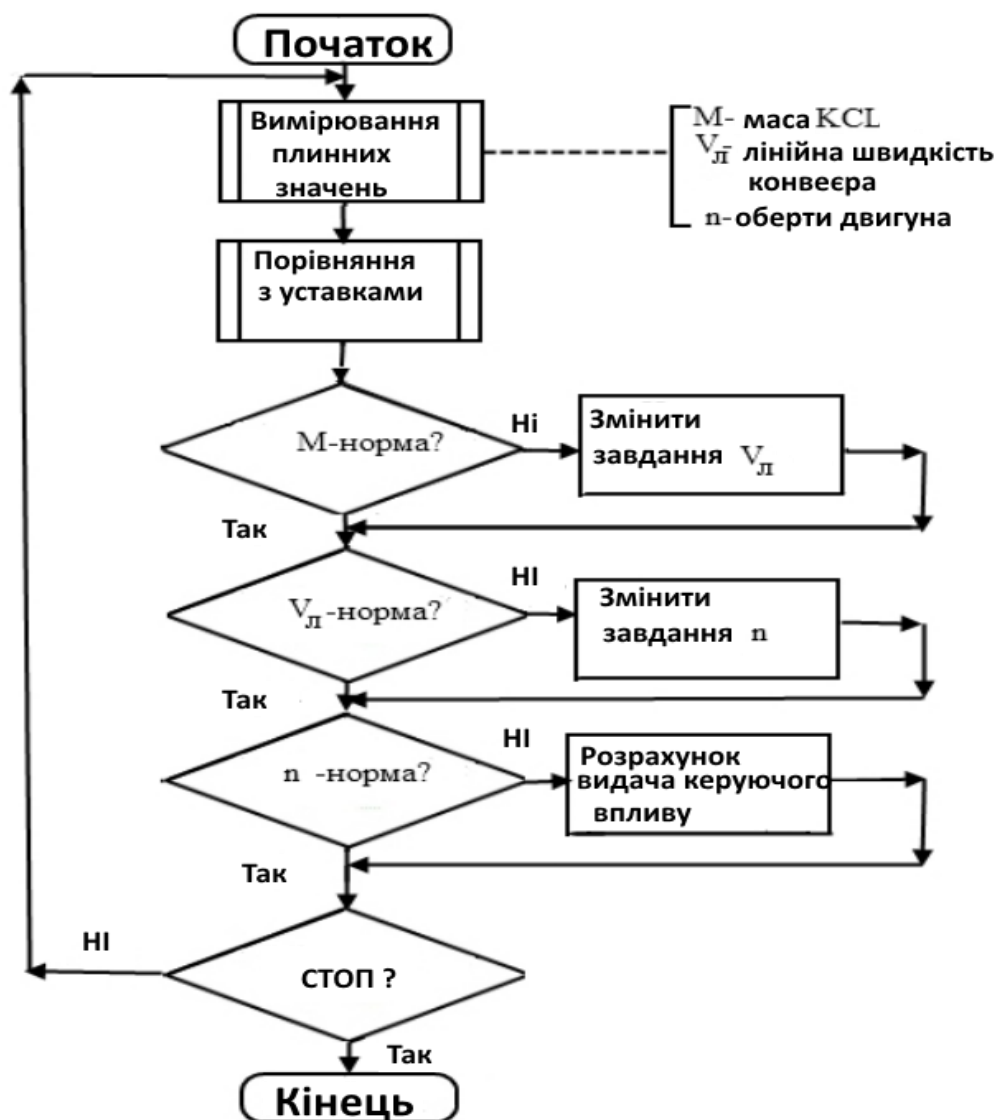 Початок
Вимірювання
плинних
значень
M- маса KCL
Vл- лінійна швидкість
конвеєра
n-оберти двигуна
Порівняння
з уставками
М-норма?
Ні
Змінити
завдання Vл
Так
Vл-норма?
НІ
Змінити
завдання n
Так
n -норма?
НІ
Розрахунок
видача керуючого
впливу
Так
СТОП ?
НІ
Так
Кінець